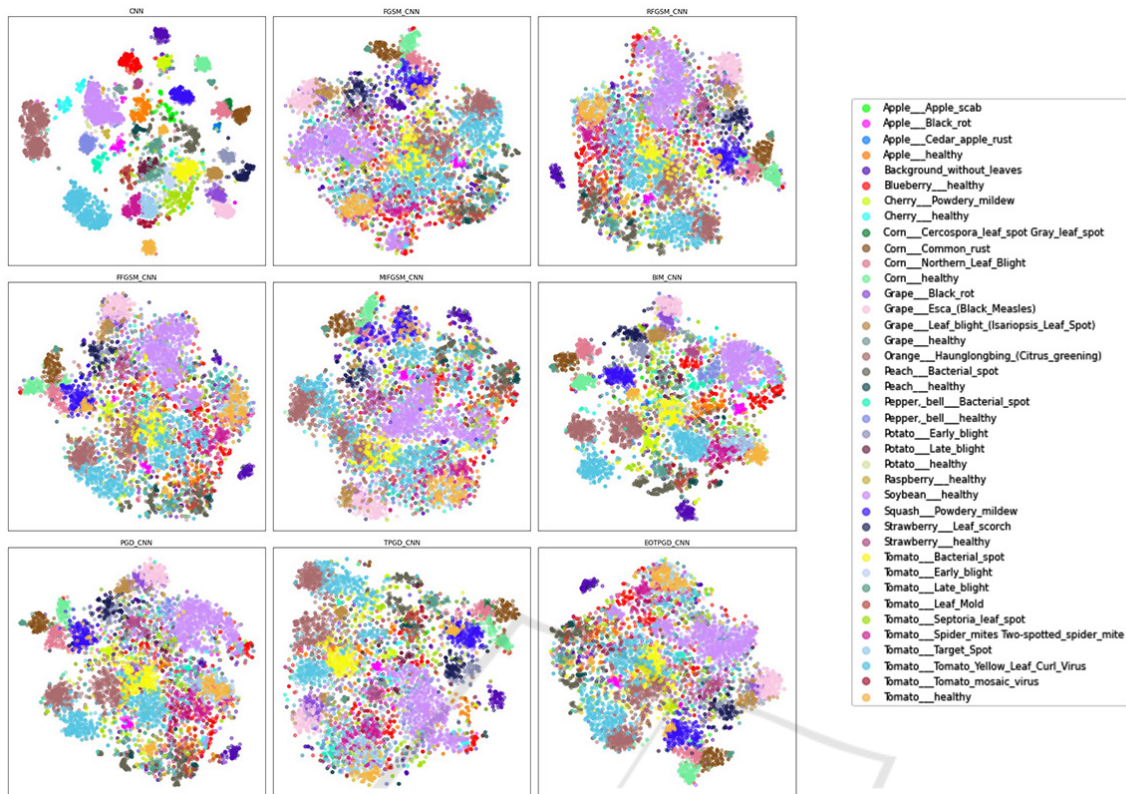 CNN
FGSM_CNN
RFGSM_CNN
FFGSM_CNN
MIFGSM_CNN
BIM_CNN
PGD_CNN
TPGD_CNN
EOTPGD_CNN
Apple___Apple_scab
Apple___Black_rot
Apple___Cedar_apple_rust
Apple___healthy
Background_without_leaves
Blueberry___healthy
Cherry___Powdery_mildew
Cherry___healthy
Corn___Cercospora_leaf_spot Gray_leaf_spot
Corn___Common_rust
Corn___Northern_Leaf_Blight
Corn___healthy
Grape___Black_rot
Grape___Esca_(Black_Measles)
Grape___Leaf_blight_(Isariopsis_Leaf_Spot)
Grape___healthy
Orange___Haunglongbing_(Citrus_greening)
Peach___Bacterial_spot
Peach___healthy
Pepper,_bell___Bacterial_spot
Pepper,_bell___healthy
Potato___Early_blight
Potato___Late_blight
Potato___healthy
Raspberry___healthy
Soybean___healthy
Squash___Powdery_mildew
Strawberry___Leaf_scorch
Strawberry___healthy
Tomato___Bacterial_spot
Tomato___Early_blight
Tomato___Late_blight
Tomato___Leaf_Mold
Tomato___Septoria_leaf_spot
Tomato___Spider_mites Two-spotted_spider_mite
Tomato___Target_Spot
Tomato___Tomato_Yellow_Leaf_Curl_Virus
Tomato___Tomato_mosaic_virus
Tomato___healthy